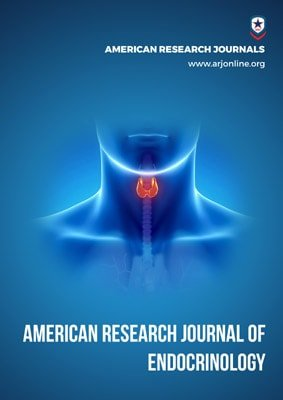 AMERICAN RESEARCH JOURNALS
www.arjonline.org
AMERICAN RESEARCH JOURNAL OF
ENDOCRINOLOGY